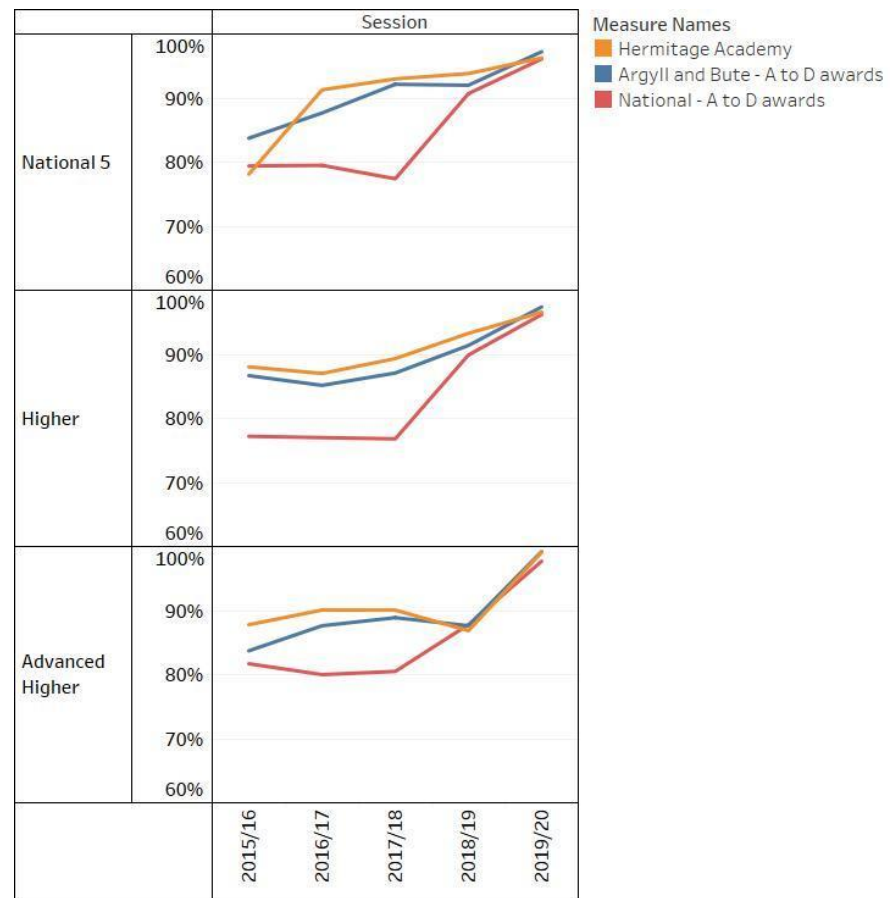 Session
Measure Names
Hermitage Academy
Argyll and Bute - A to D awards
National - A to D awards
National 5
100%
90%
80%
70%
60%
Higher
100%
90%
80%
70%
60%
Advanced
Higher
100%
90%
80%
70%
60%
2015/16
2016/17
2017/18
2018/19
2019/20